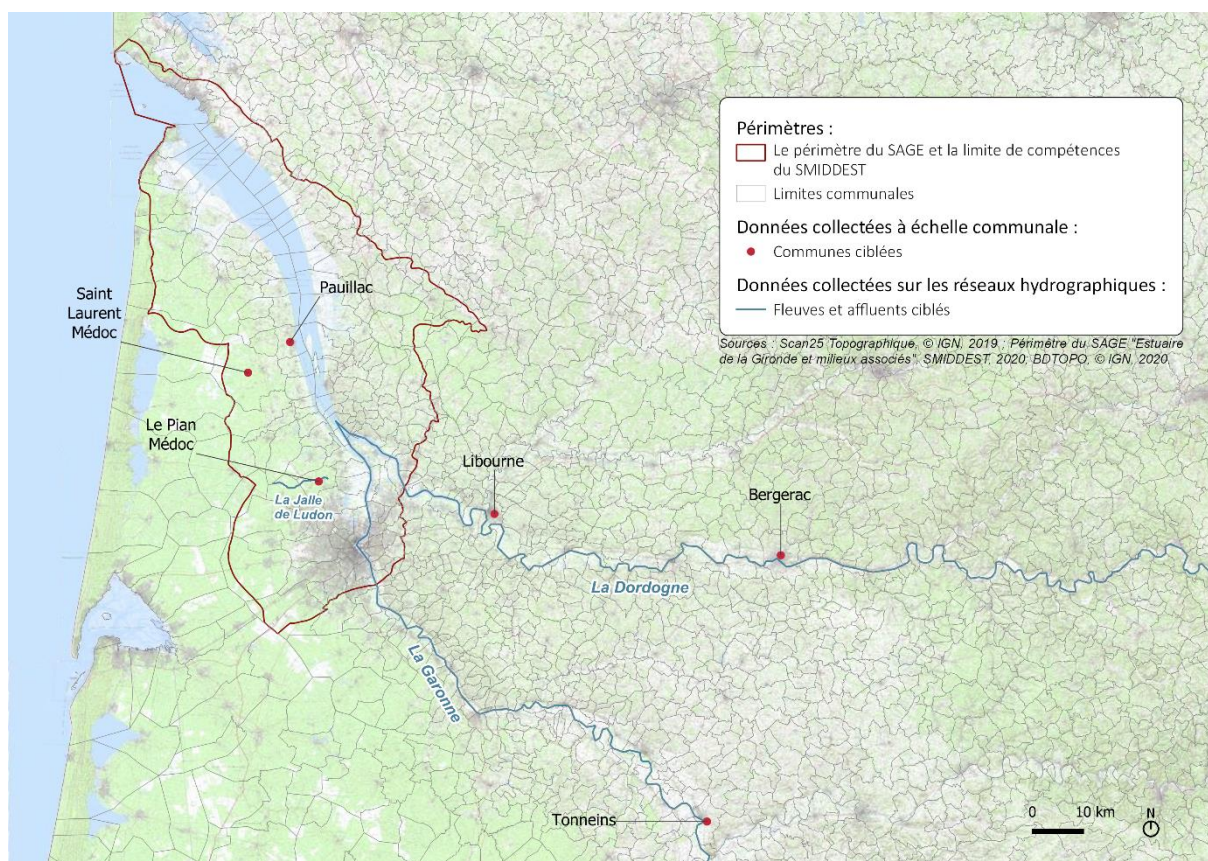 Périmètres :
Le périmètre du SAGE et la limite de compétences
du SMIDDEST
Limites communales
Données collectées à échelle communale :
Communes ciblées
Données collectées sur les réseaux hydrographiques :
Fleuves et affluents ciblés
Sources : Scan25 Topographique, © IGN, 2019 ; Périmètre du SAGE "Estuaire
de la Gironde et milieux associés", SMIDDEST, 2020, BDTOPO, © IGN, 2020
Pauillac
Saint
Laurent
Médoc
Le Pian
Médoc
La Jalle
de Ludon
Libourne
Bergerac
La Dordogne
La Garonne
Tonneins
0 10 km
N